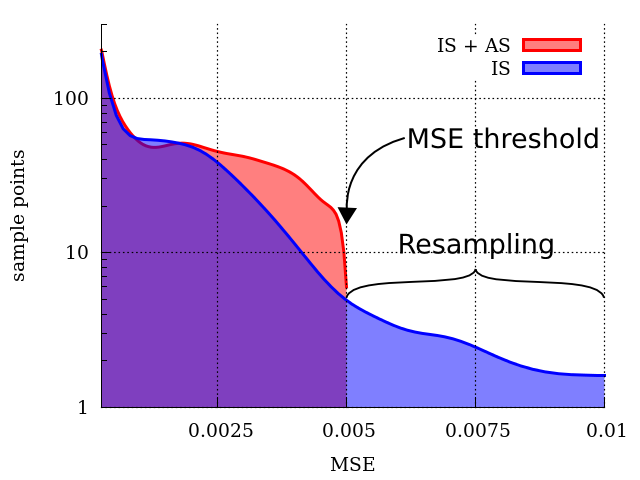 IS + AS
IS
100
MSE threshold
sample points
10
Resampling
1
0.0025
0.005
0.0075
0.01
MSE